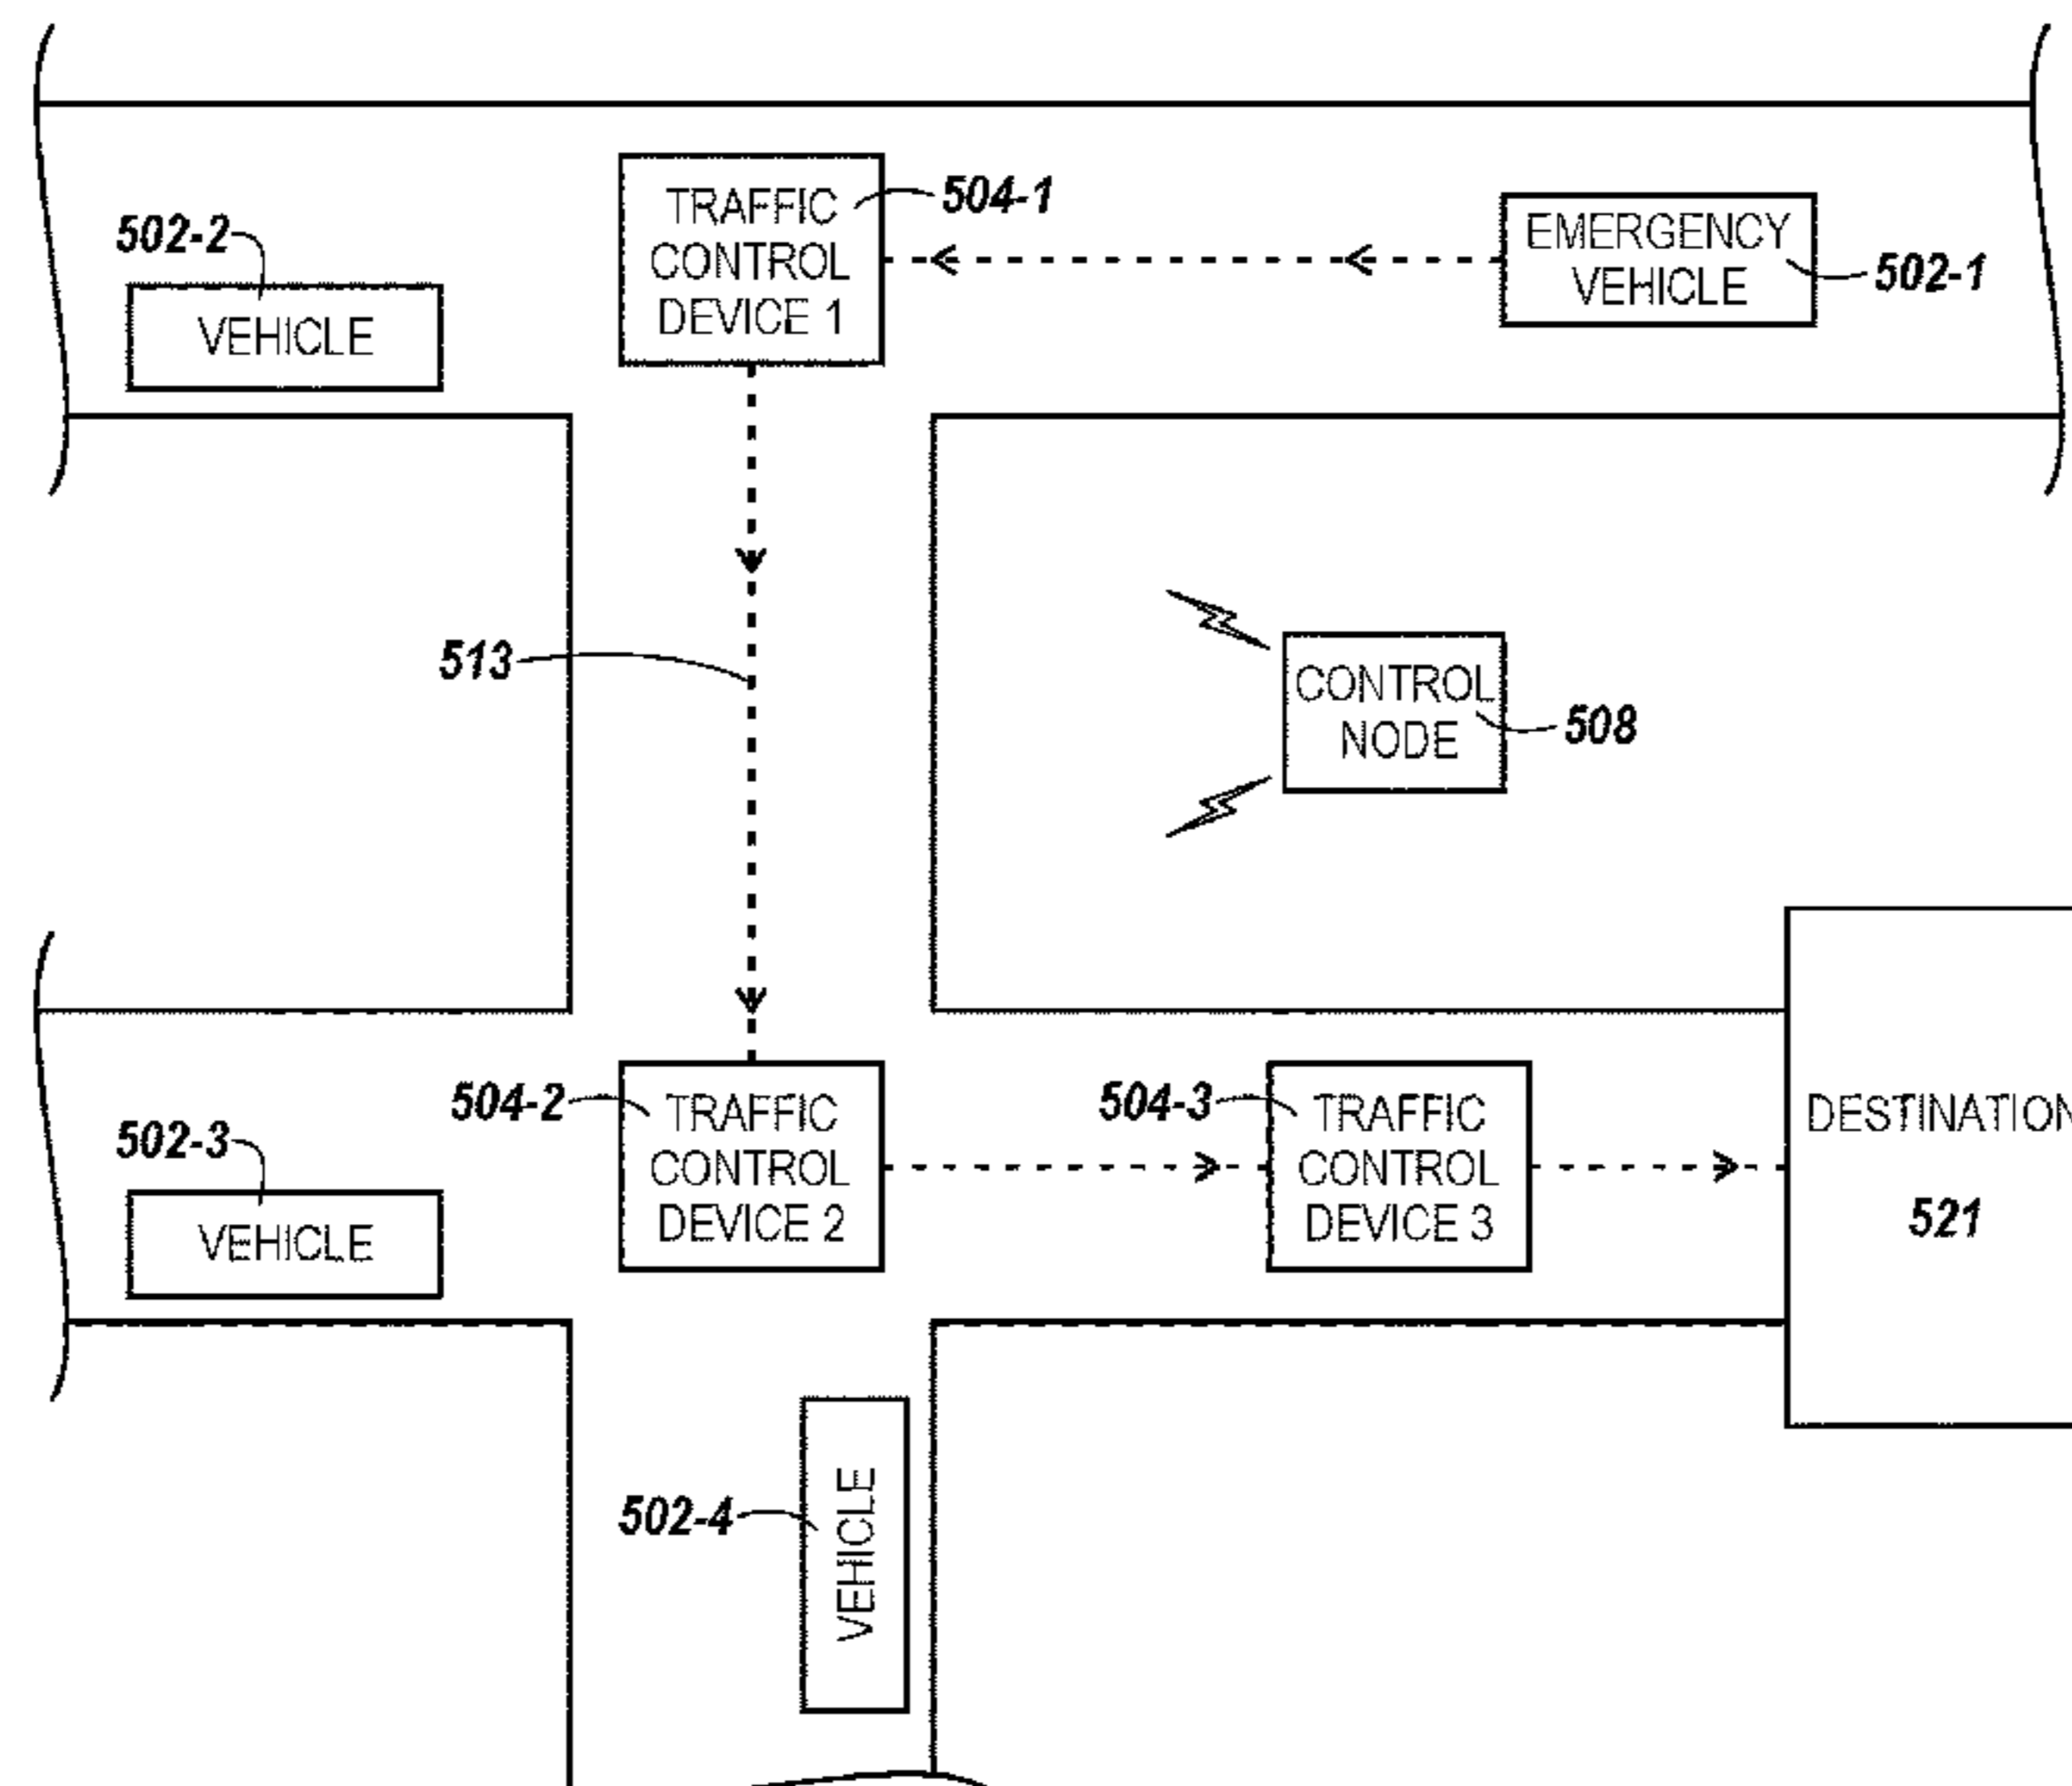 TRAFFIC
CONTROL
DEVICE 1
504-1
502-2
VEHICLE
EMERGENCY
VEHICLE
502-1
513
CONTROL
NODE
508
504-2
TRAFFIC
CONTROL
DEVICE 2
504-3
TRAFFIC
CONTROL
DEVICE 3
DESTINATION
521
502-3
VEHICLE
502-4
VEHICLE